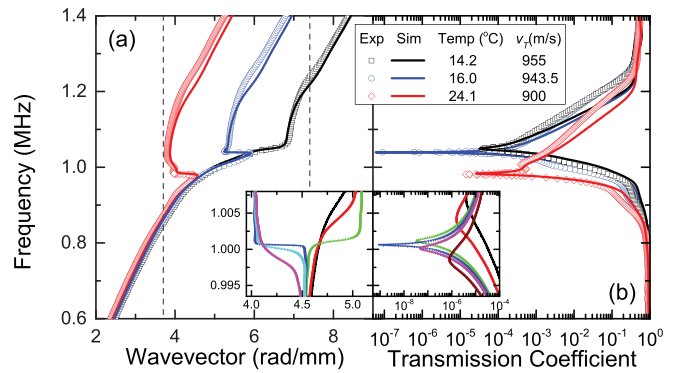 (a)
Exp Sim Temp (°C) v_T(m/s)
14.2 955
16.0 943.5
24.1 900
1.4
1.2
1.0
0.8
0.6
Frequency (MHz)
1.005
1.000
0.995
4.0 4.5 5.0
10⁻⁸ 10⁻⁶ 10⁻⁴
(b)
2 4 6 8
10⁻⁷ 10⁻⁶ 10⁻⁵ 10⁻⁴ 10⁻³ 10⁻² 10⁻¹ 10⁰
Wavevector (rad/mm)
Transmission Coefficient